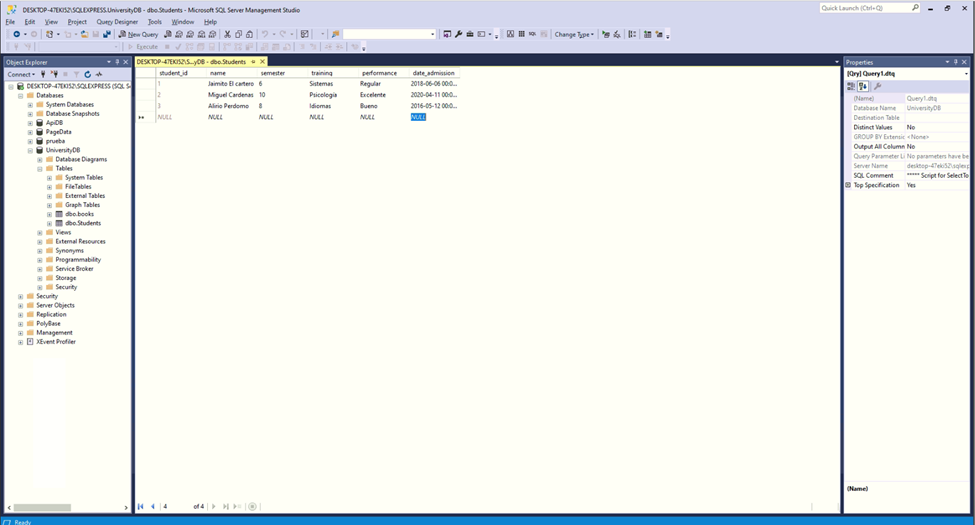 DESKTOP-47EKI52\SQLEXPRESS.UniversityDB - dbo.Students - Microsoft SQL Server Management Studio
Quick Launch (Ctrl+Q)
File Edit View Project Query Designer Tools Window Help
New Query
Change Type
Execute
Object Explorer
Connect
DESKTOP-47EKI52\SQLEXPRESS (SQL S
Databases
System Databases
Database Snapshots
ApiDB
PageData
prueba
UniversityDB
Database Diagrams
Tables
System Tables
FileTables
External Tables
Graph Tables
dbo.books
dbo.Students
Views
External Resources
Synonyms
Programmability
Service Broker
Storage
Security
Security
Server Objects
Replication
PolyBase
Management
XEvent Profiler
DESKTOP-47EKI52\S...yDB - dbo.Students
student_id name semester training performance date_admission
1 Jaimito El cartero 6 Sistemas Regular 2018-06-06 00:0...
2 Miguel Cardenas 10 Psicología Excelente 2020-04-11 00:0...
3 Alirio Perdomo 8 Idiomas Bueno 2016-05-12 00:0...
NULL NULL NULL NULL NULL NULL
4 of 4
Properties
[Qry] Query1.dtq
(Name) Query1.dtq
Database Name UniversityDB
Destination Table
Distinct Values No
GROUP BY Extensic <None>
Output All Column No
Query Parameter Li No parameters have be
Server Name desktop-47eki52\sqlexp
SQL Comment ***** Script for SelectTo
Top Specification Yes
(Name)
Ready